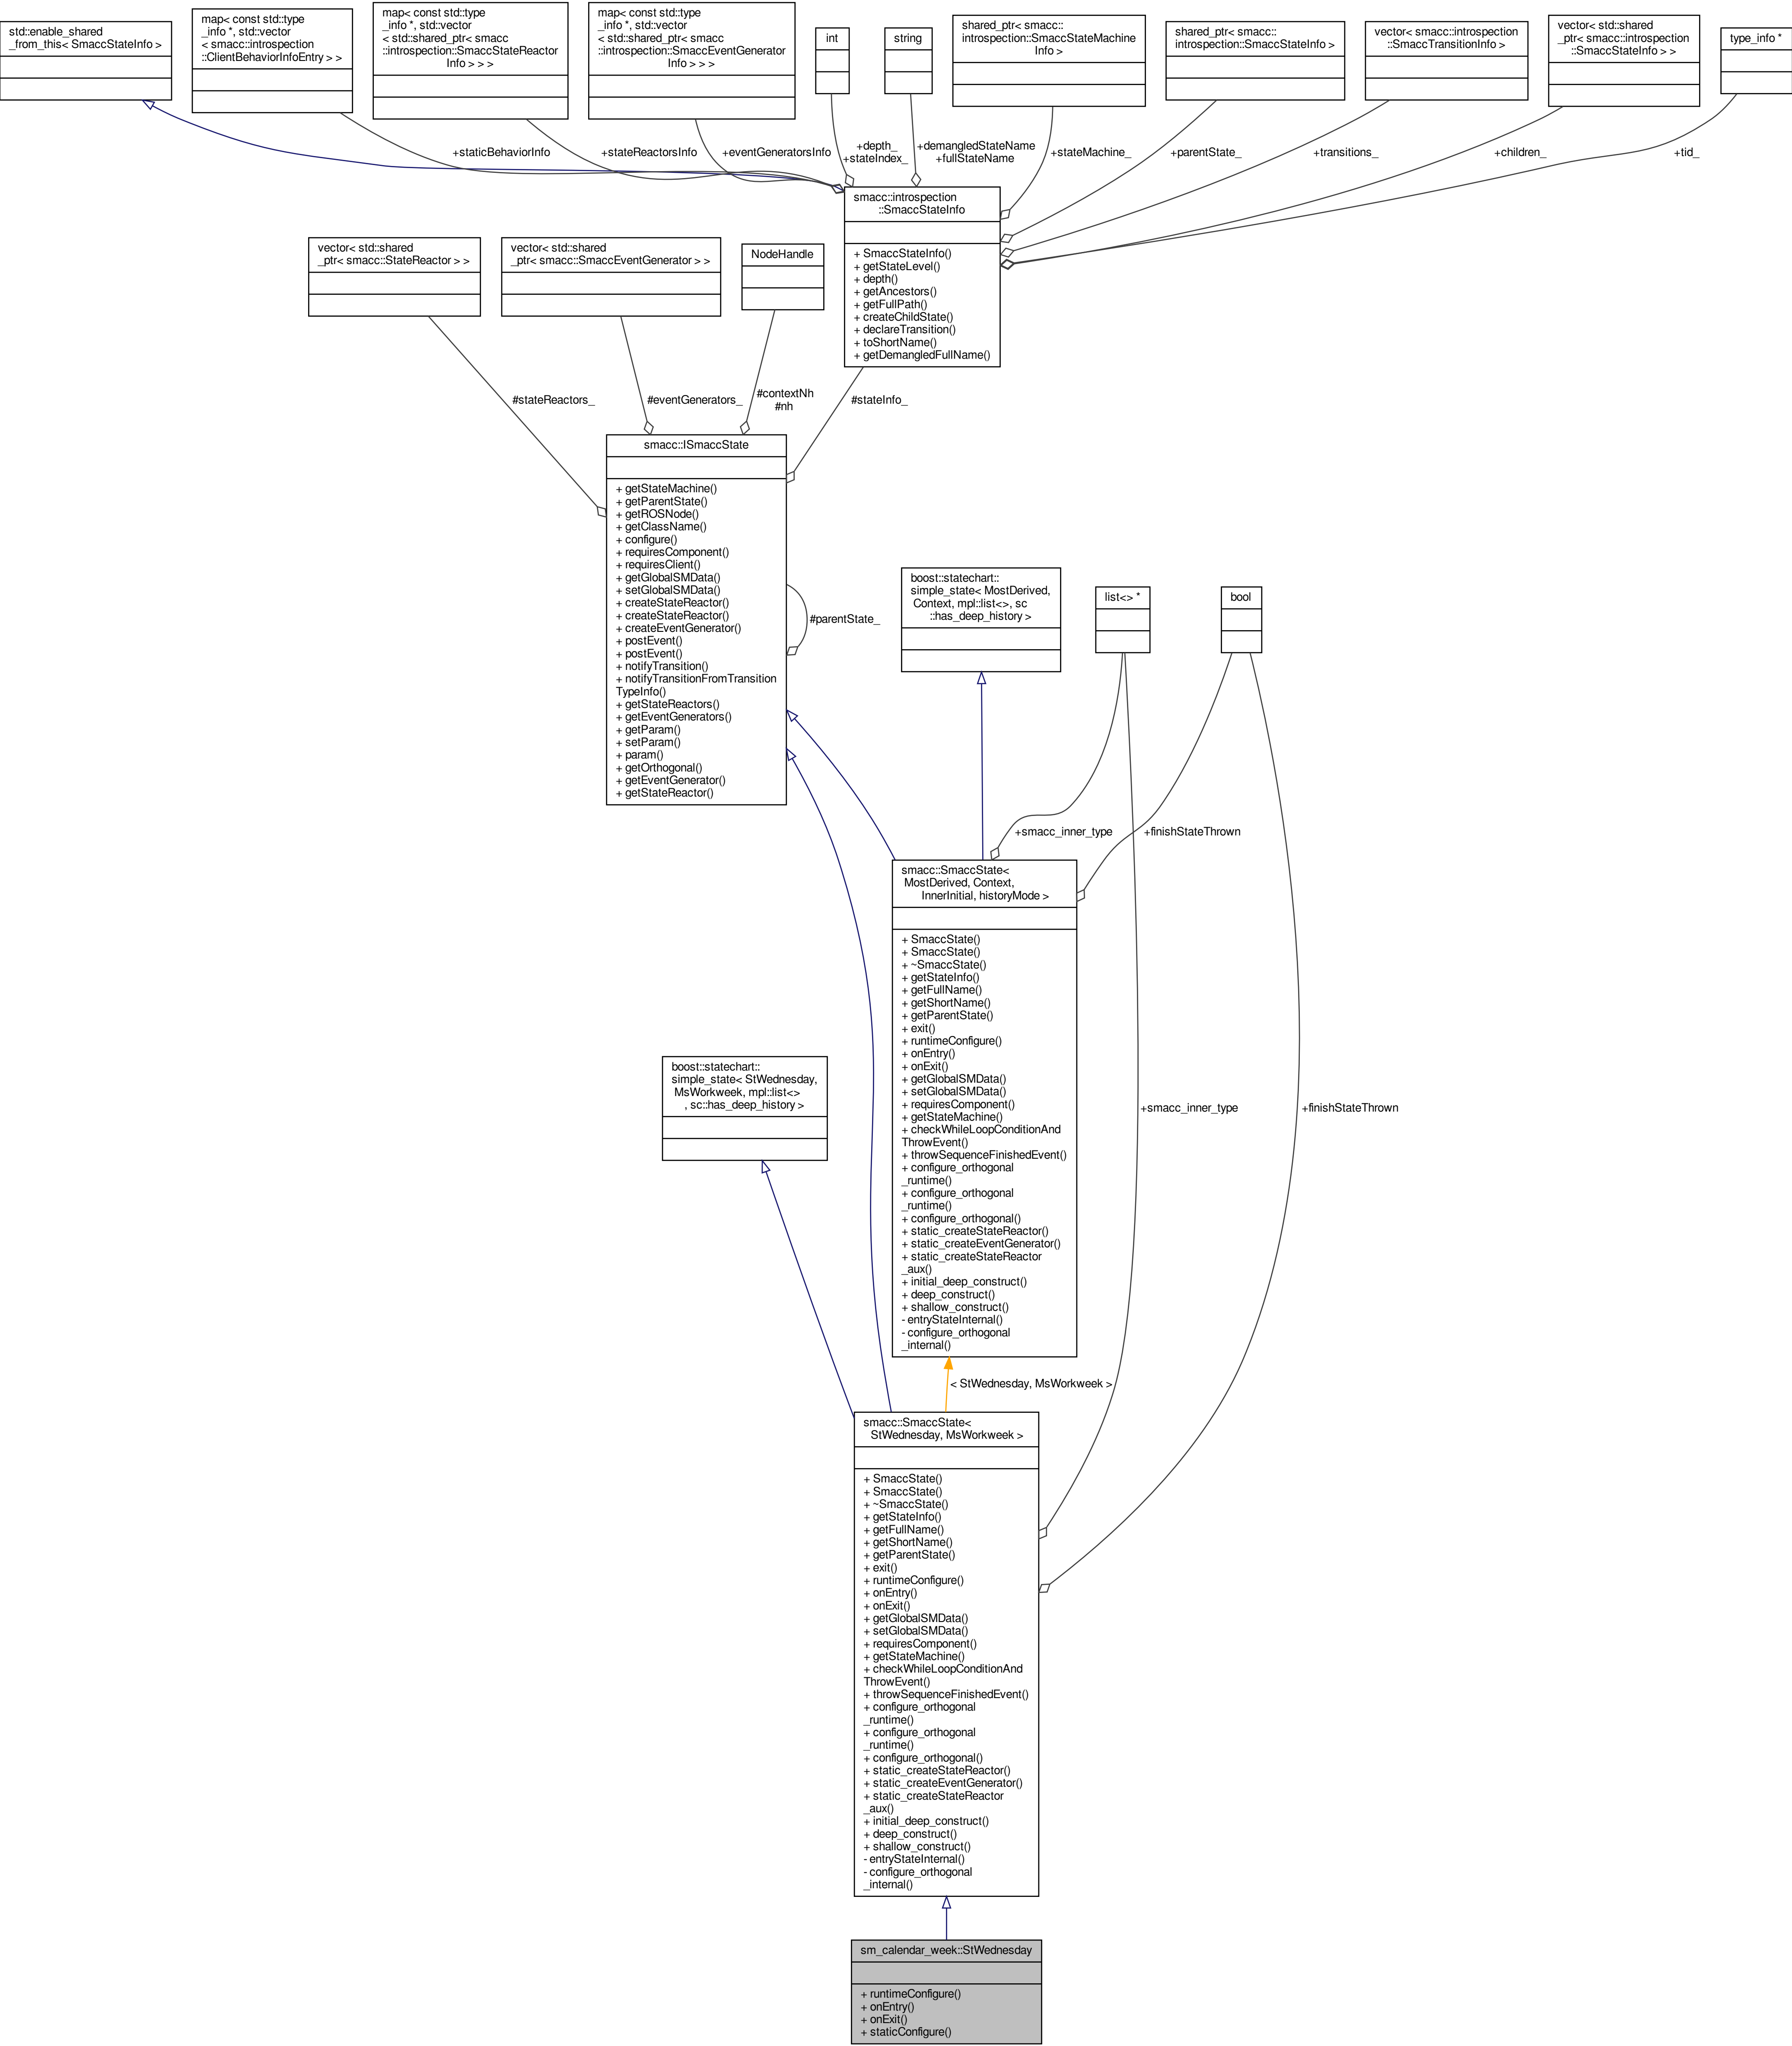 std::enable_shared
_from_this< SmaccStateInfo >
map< const std::type
_info *, std::vector
< smacc::introspection
::ClientBehaviorInfoEntry > >
map< const std::type
_info *, std::vector
< std::shared_ptr< smacc
::introspection::SmaccStateReactor
Info > > >
map< const std::type
_info *, std::vector
< std::shared_ptr< smacc
::introspection::SmaccEventGenerator
Info > > >
int
string
shared_ptr< smacc::
introspection::SmaccStateMachine
Info >
shared_ptr< smacc::
introspection::SmaccStateInfo >
vector< smacc::introspection
::SmaccTransitionInfo >
vector< std::shared
_ptr< smacc::introspection
::SmaccStateInfo > >
type_info *
+staticBehaviorInfo
+stateReactorsInfo
+eventGeneratorsInfo
+depth_
+stateIndex_
+demangledStateName
+fullStateName
+stateMachine_
+parentState_
+transitions_
+children_
+tid_
smacc::introspection
::SmaccStateInfo
+ SmaccStateInfo()
+ getStateLevel()
+ depth()
+ getAncestors()
+ getFullPath()
+ createChildState()
+ declareTransition()
+ toShortName()
+ getDemangledFullName()
vector< std::shared
_ptr< smacc::StateReactor > >
vector< std::shared
_ptr< smacc::SmaccEventGenerator > >
NodeHandle
#stateReactors_
#eventGenerators_
#contextNh
#nh
#stateInfo_
smacc::ISmaccState
+ getStateMachine()
+ getParentState()
+ getROSNode()
+ getClassName()
+ configure()
+ requiresComponent()
+ requiresClient()
+ getGlobalSMData()
+ setGlobalSMData()
+ createStateReactor()
+ createStateReactor()
+ createEventGenerator()
+ postEvent()
+ postEvent()
+ notifyTransition()
+ notifyTransitionFromTransition
TypeInfo()
+ getStateReactors()
+ getEventGenerators()
+ getParam()
+ setParam()
+ param()
+ getOrthogonal()
+ getEventGenerator()
+ getStateReactor()
#parentState_
boost::statechart::
simple_state< MostDerived,
Context, mpl::list<>, sc
::has_deep_history >
list<> *
bool
+smacc_inner_type
+finishStateThrown
smacc::SmaccState<
MostDerived, Context,
InnerInitial, historyMode >
+ SmaccState()
+ SmaccState()
+ ~SmaccState()
+ getStateInfo()
+ getFullName()
+ getShortName()
+ getParentState()
+ exit()
+ runtimeConfigure()
+ onEntry()
+ onExit()
+ getGlobalSMData()
+ setGlobalSMData()
+ requiresComponent()
+ getStateMachine()
+ checkWhileLoopConditionAnd
ThrowEvent()
+ throwSequenceFinishedEvent()
+ configure_orthogonal
_runtime()
+ configure_orthogonal
_runtime()
+ configure_orthogonal()
+ static_createStateReactor()
+ static_createEventGenerator()
+ static_createStateReactor
_aux()
+ initial_deep_construct()
+ deep_construct()
+ shallow_construct()
- entryStateInternal()
- configure_orthogonal
_internal()
boost::statechart::
simple_state< StWednesday,
MsWorkweek, mpl::list<>
, sc::has_deep_history >
+smacc_inner_type
+finishStateThrown
< StWednesday, MsWorkweek >
smacc::SmaccState<
StWednesday, MsWorkweek >
+ SmaccState()
+ SmaccState()
+ ~SmaccState()
+ getStateInfo()
+ getFullName()
+ getShortName()
+ getParentState()
+ exit()
+ runtimeConfigure()
+ onEntry()
+ onExit()
+ getGlobalSMData()
+ setGlobalSMData()
+ requiresComponent()
+ getStateMachine()
+ checkWhileLoopConditionAnd
ThrowEvent()
+ throwSequenceFinishedEvent()
+ configure_orthogonal
_runtime()
+ configure_orthogonal
_runtime()
+ configure_orthogonal()
+ static_createStateReactor()
+ static_createEventGenerator()
+ static_createStateReactor
_aux()
+ initial_deep_construct()
+ deep_construct()
+ shallow_construct()
- entryStateInternal()
- configure_orthogonal
_internal()
sm_calendar_week::StWednesday
+ runtimeConfigure()
+ onEntry()
+ onExit()
+ staticConfigure()